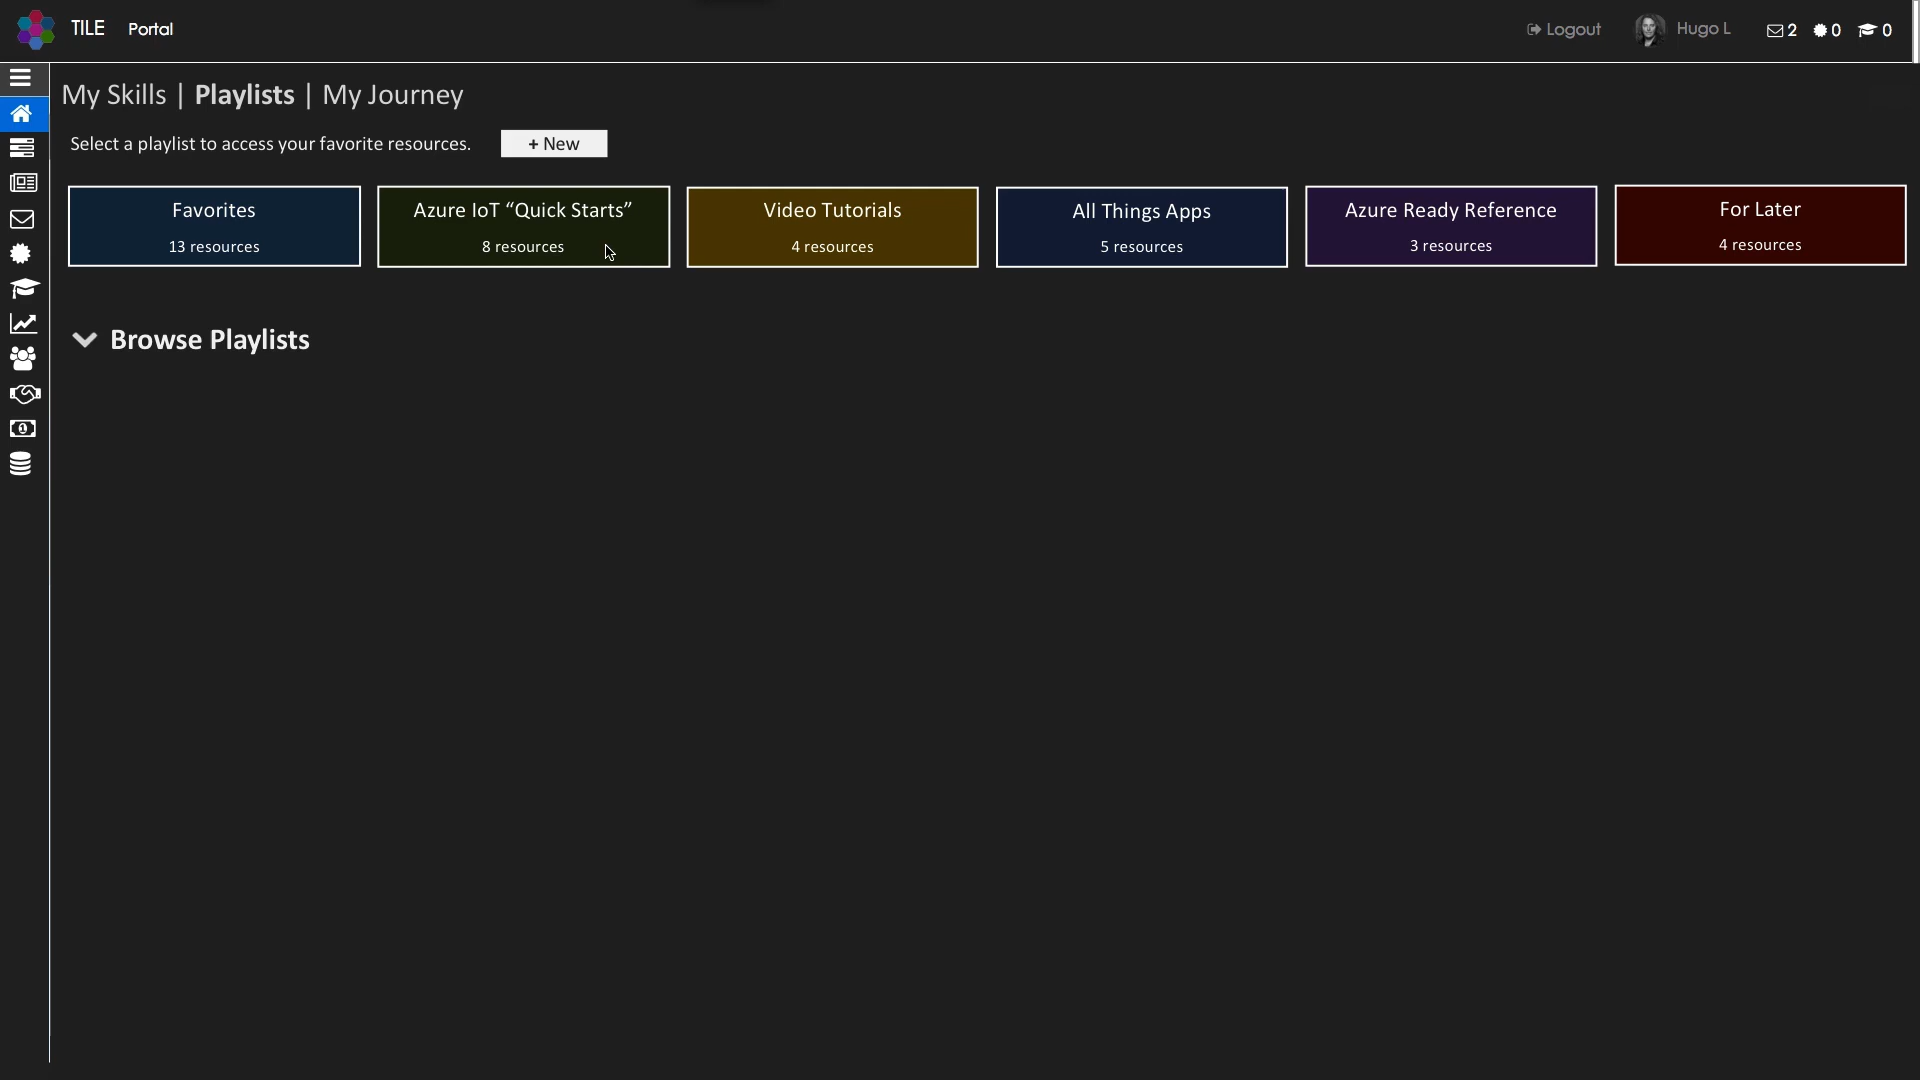 TILE Portal Logout Hugo L 2 0 0
My Skills | Playlists | My Journey
Select a playlist to access your favorite resources. + New
Favorites
13 resources
Azure IoT “Quick Starts”
8 resources
Video Tutorials
4 resources
All Things Apps
5 resources
Azure Ready Reference
3 resources
For Later
4 resources
Browse Playlists